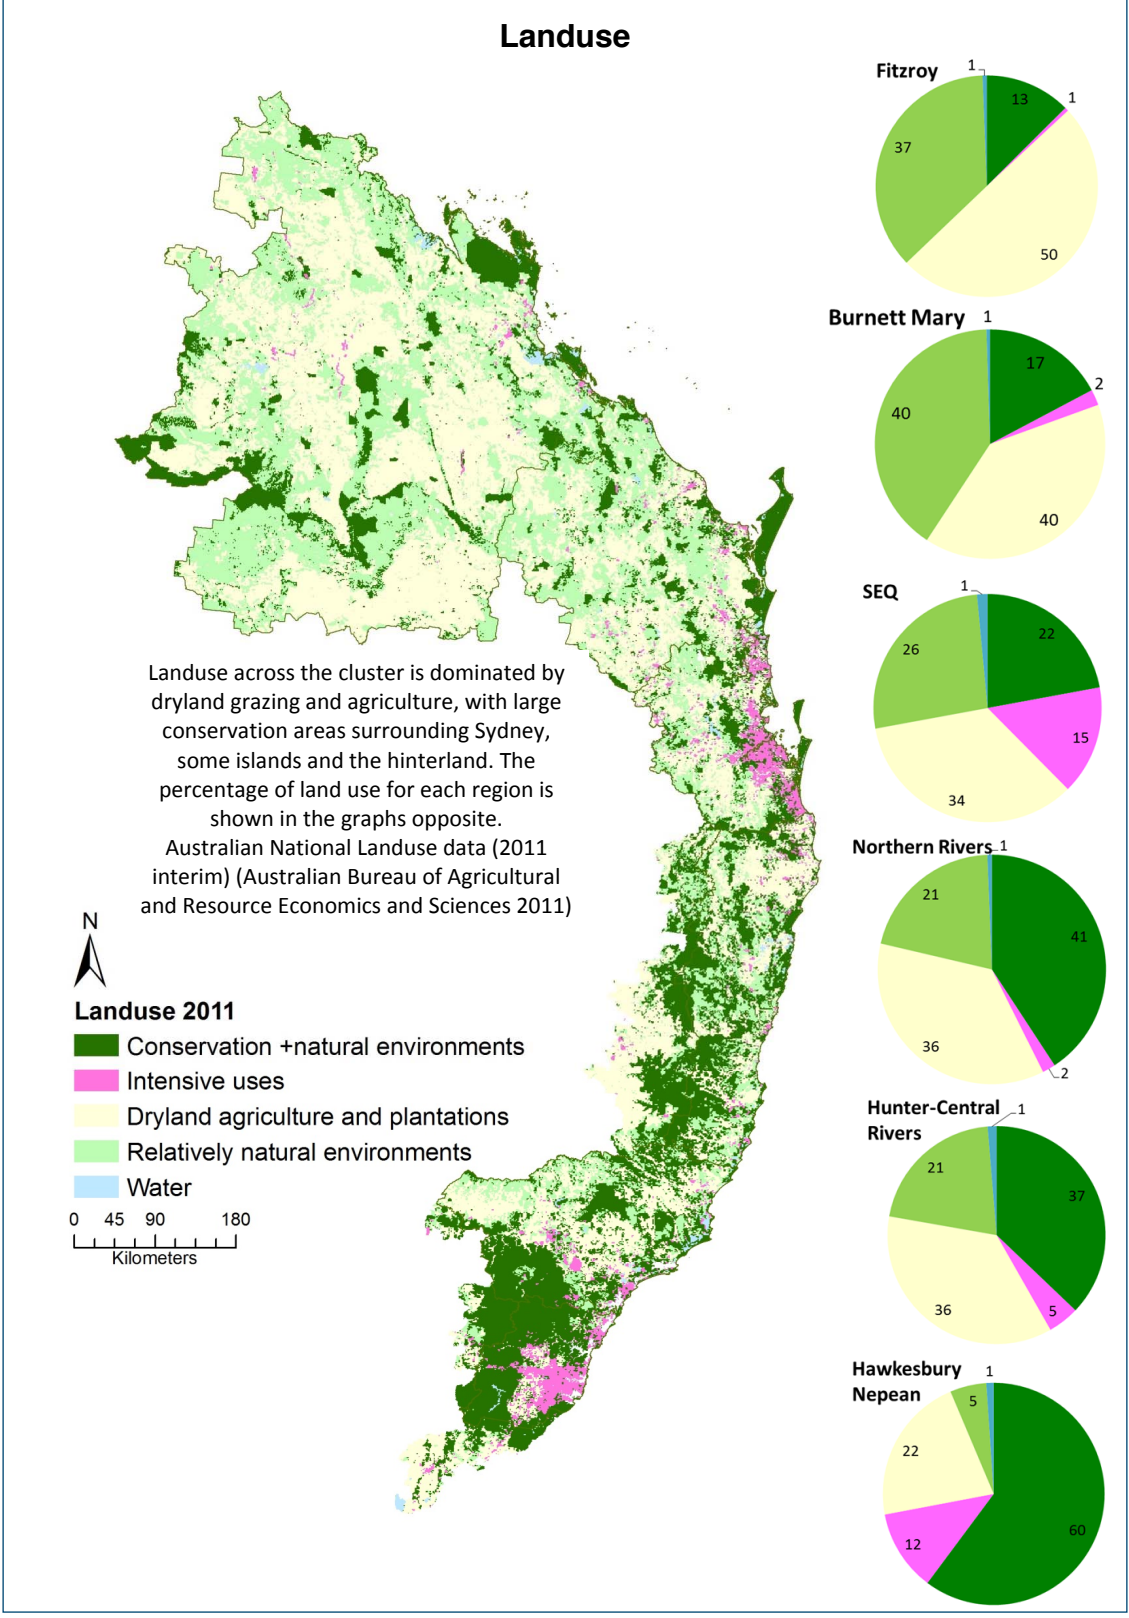 Landuse
Fitzroy
1
13
1
37
50
Burnett Mary
1
17
2
40
40
SEQ
1
22
26
15
34
Landuse across the cluster is dominated by
dryland grazing and agriculture, with large
conservation areas surrounding Sydney,
some islands and the hinterland. The
percentage of land use for each region is
shown in the graphs opposite.
Australian National Landuse data (2011
interim) (Australian Bureau of Agricultural
and Resource Economics and Sciences 2011)
Northern Rivers
1
21
41
36
2
N
Landuse 2011
Conservation +natural environments
Intensive uses
Dryland agriculture and plantations
Relatively natural environments
Water
0 45 90 180
Kilometers
Hunter-Central
Rivers
1
21
37
36
5
Hawkesbury
Nepean
1
5
22
12
60